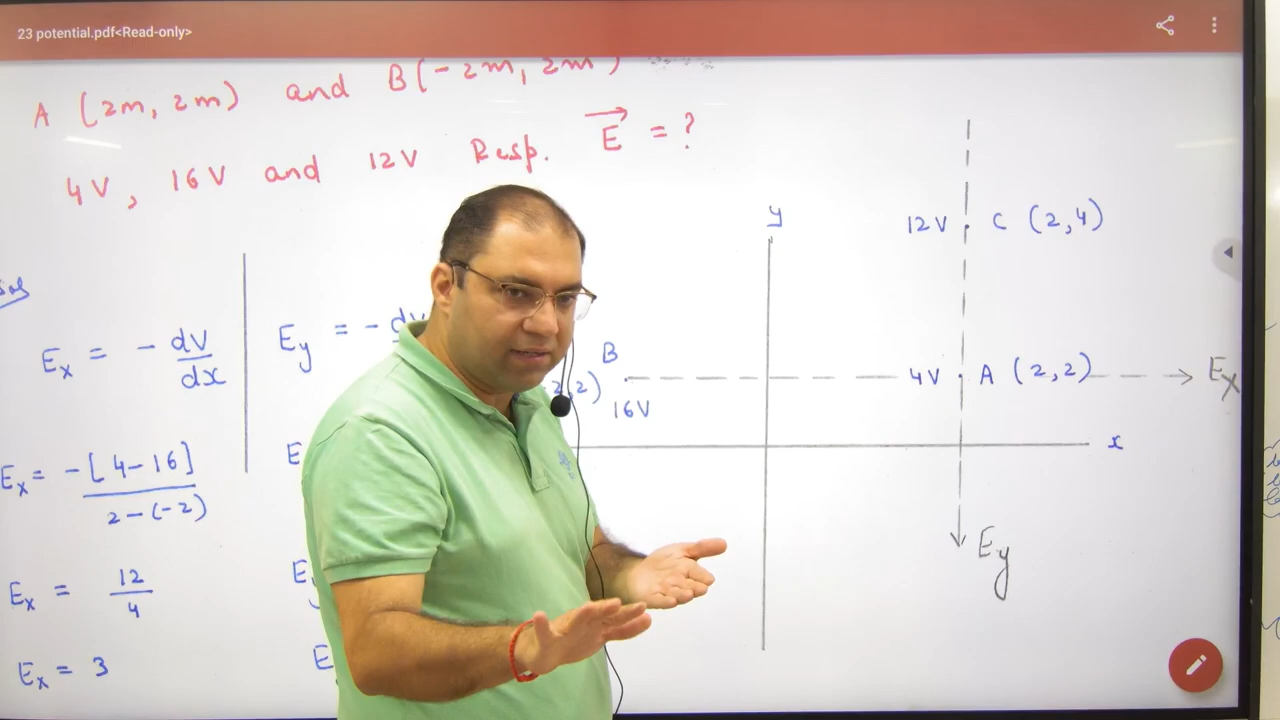 23 potential.pdf<Read-only>
A (2m, 2m) and B(-2m, 2m)
4V, 16V and 12V Resp. E⃗ = ?
Sol
Ex = - dV/dx
Ey = - dV
Ex = -[4-16] / 2-(-2)
E
Ex = 12/4
Ey
Ex = 3
E
y
12V C (2,4)
B
2,2)
16V
4V A (2,2)
Ex
x
Ey